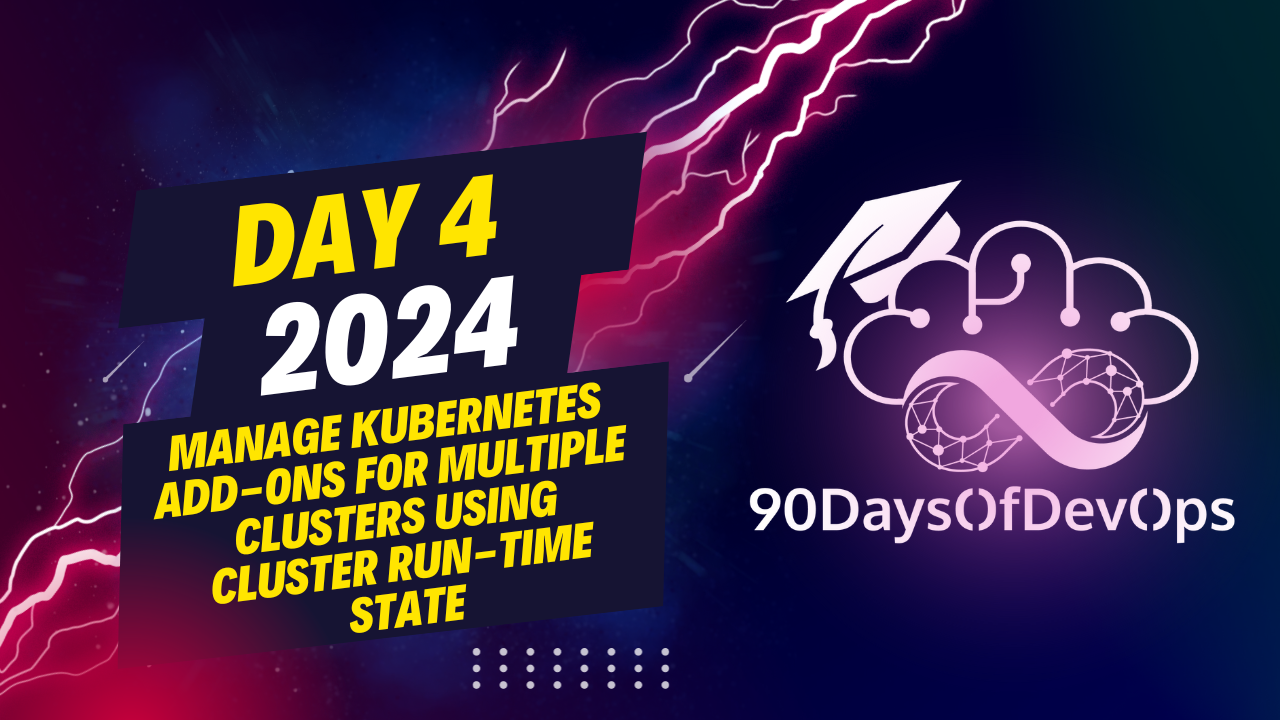 DAY 4
2024
MANAGE KUBERNETES
ADD-ONS FOR MULTIPLE
CLUSTERS USING
CLUSTER RUN-TIME
STATE
90DaysOfDevOps